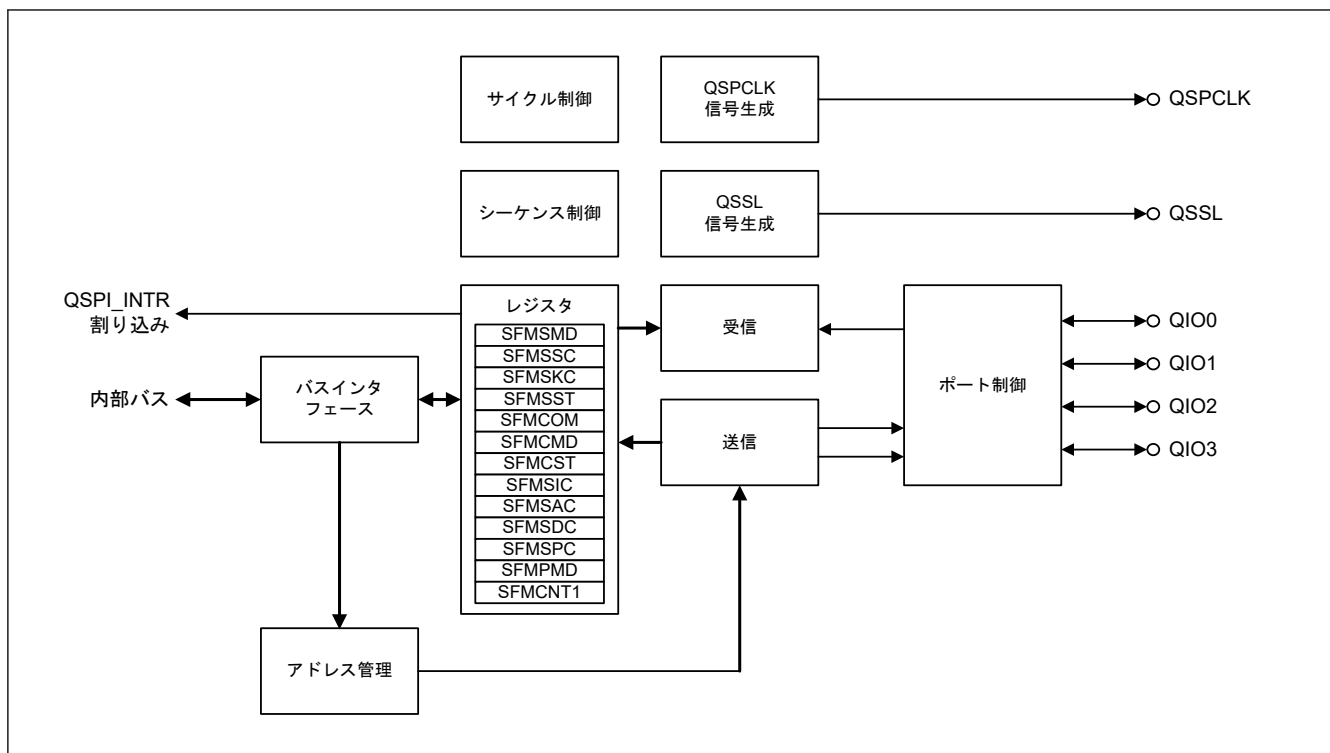 サイクル制御
QSPCLK
信号生成
QSPCLK
シーケンス制御
QSSL
信号生成
QSSL
QSPI_INTR
割り込み
レジスタ
SFMSMD
SFMSSC
SFMSKC
SFMSST
SFMCOM
SFMCMD
SFMCST
SFMSIC
SFMSAC
SFMSDC
SFMSPC
SFMPMD
SFMCNT1
受信
ポート制御
QIO0
QIO1
QIO2
QIO3
内部バス
バスインタ
フェース
送信
アドレス管理